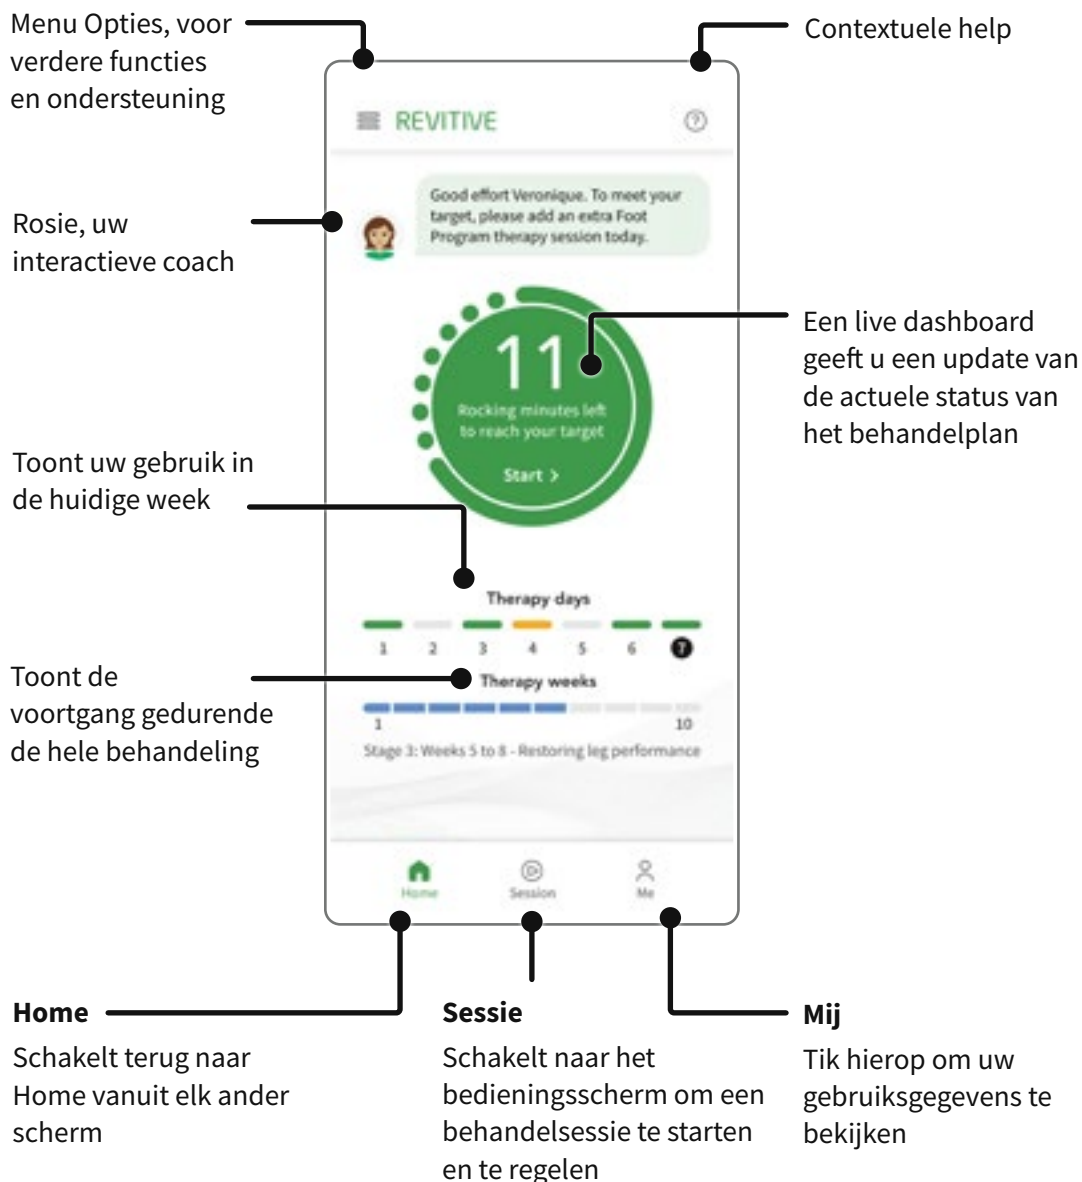 Menu Opties, voor
verdere functies
en ondersteuning
Contextuele help
REVITIVE
Rosie, uw
interactieve coach
Good effort Veronique. To meet your
target, please add an extra Foot
Program therapy session today.
11
Rocking minutes left
to reach your target
Start >
Een live dashboard
geeft u een update van
de actuele status van
het behandelplan
Toont uw gebruik in
de huidige week
Therapy days
1 2 3 4 5 6 7
Toont de
voortgang gedurende
de hele behandeling
Therapy weeks
1 10
Stage 3: Weeks 5 to 8 - Restoring leg performance
Home Session Me
Home
Schakelt terug naar
Home vanuit elk ander
scherm
Sessie
Schakelt naar het
bedieningsscherm om een
behandelsessie te starten
en te regelen
Mij
Tik hierop om uw
gebruiksgegevens te
bekijken